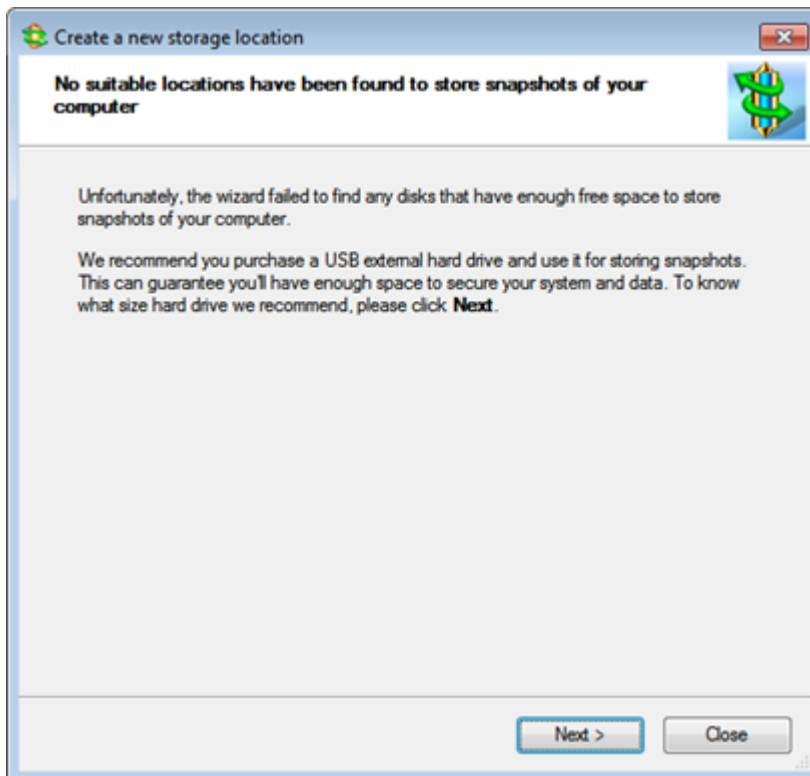 Create a new storage location
No suitable locations have been found to store snapshots of your
computer
Unfortunately, the wizard failed to find any disks that have enough free space to store
snapshots of your computer.
We recommend you purchase a USB external hard drive and use it for storing snapshots.
This can guarantee you'll have enough space to secure your system and data. To know
what size hard drive we recommend, please click Next.
Next >
Close